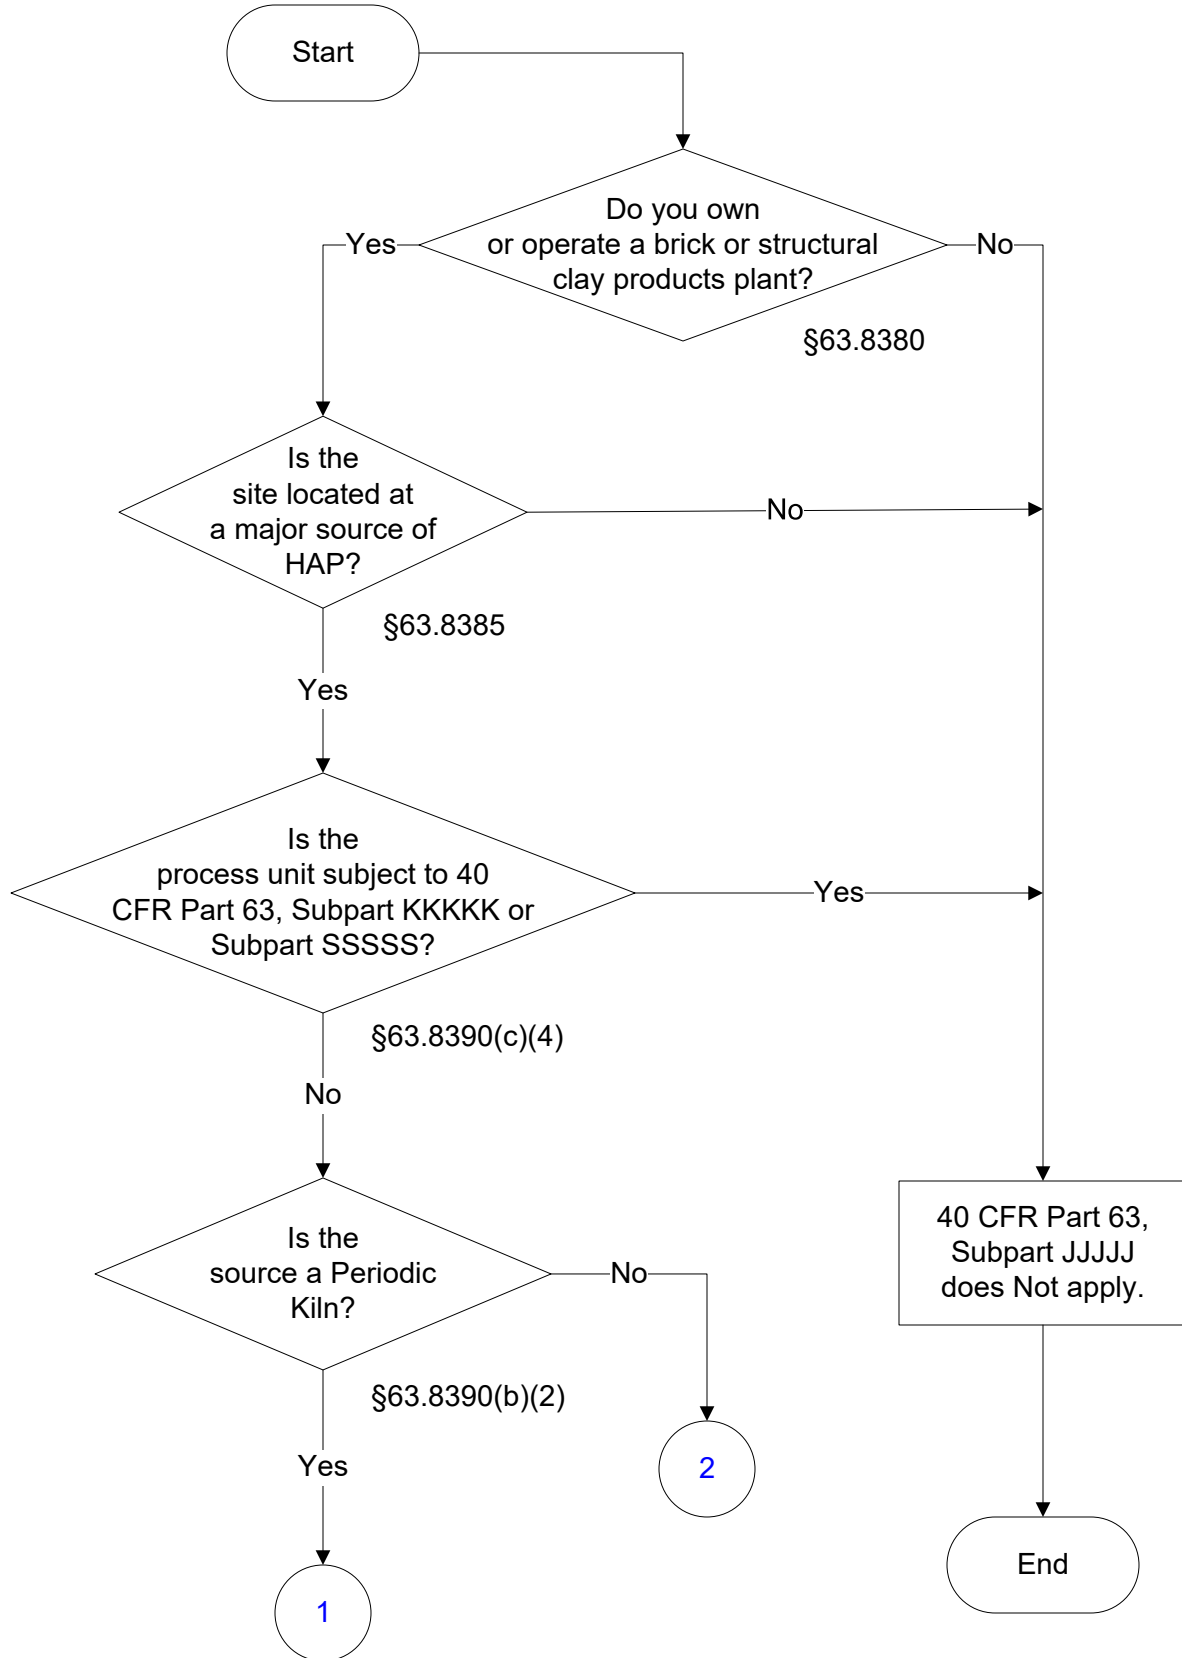 Start
Do you own
or operate a brick or structural
clay products plant?
Yes
No
§63.8380
Is the
site located at
a major source of
HAP?
No
§63.8385
Yes
Is the
process unit subject to 40
CFR Part 63, Subpart KKKKK or
Subpart SSSSS?
Yes
§63.8390(c)(4)
No
Is the
source a Periodic
Kiln?
No
§63.8390(b)(2)
Yes
40 CFR Part 63,
Subpart JJJJJ
does Not apply.
2
1
End